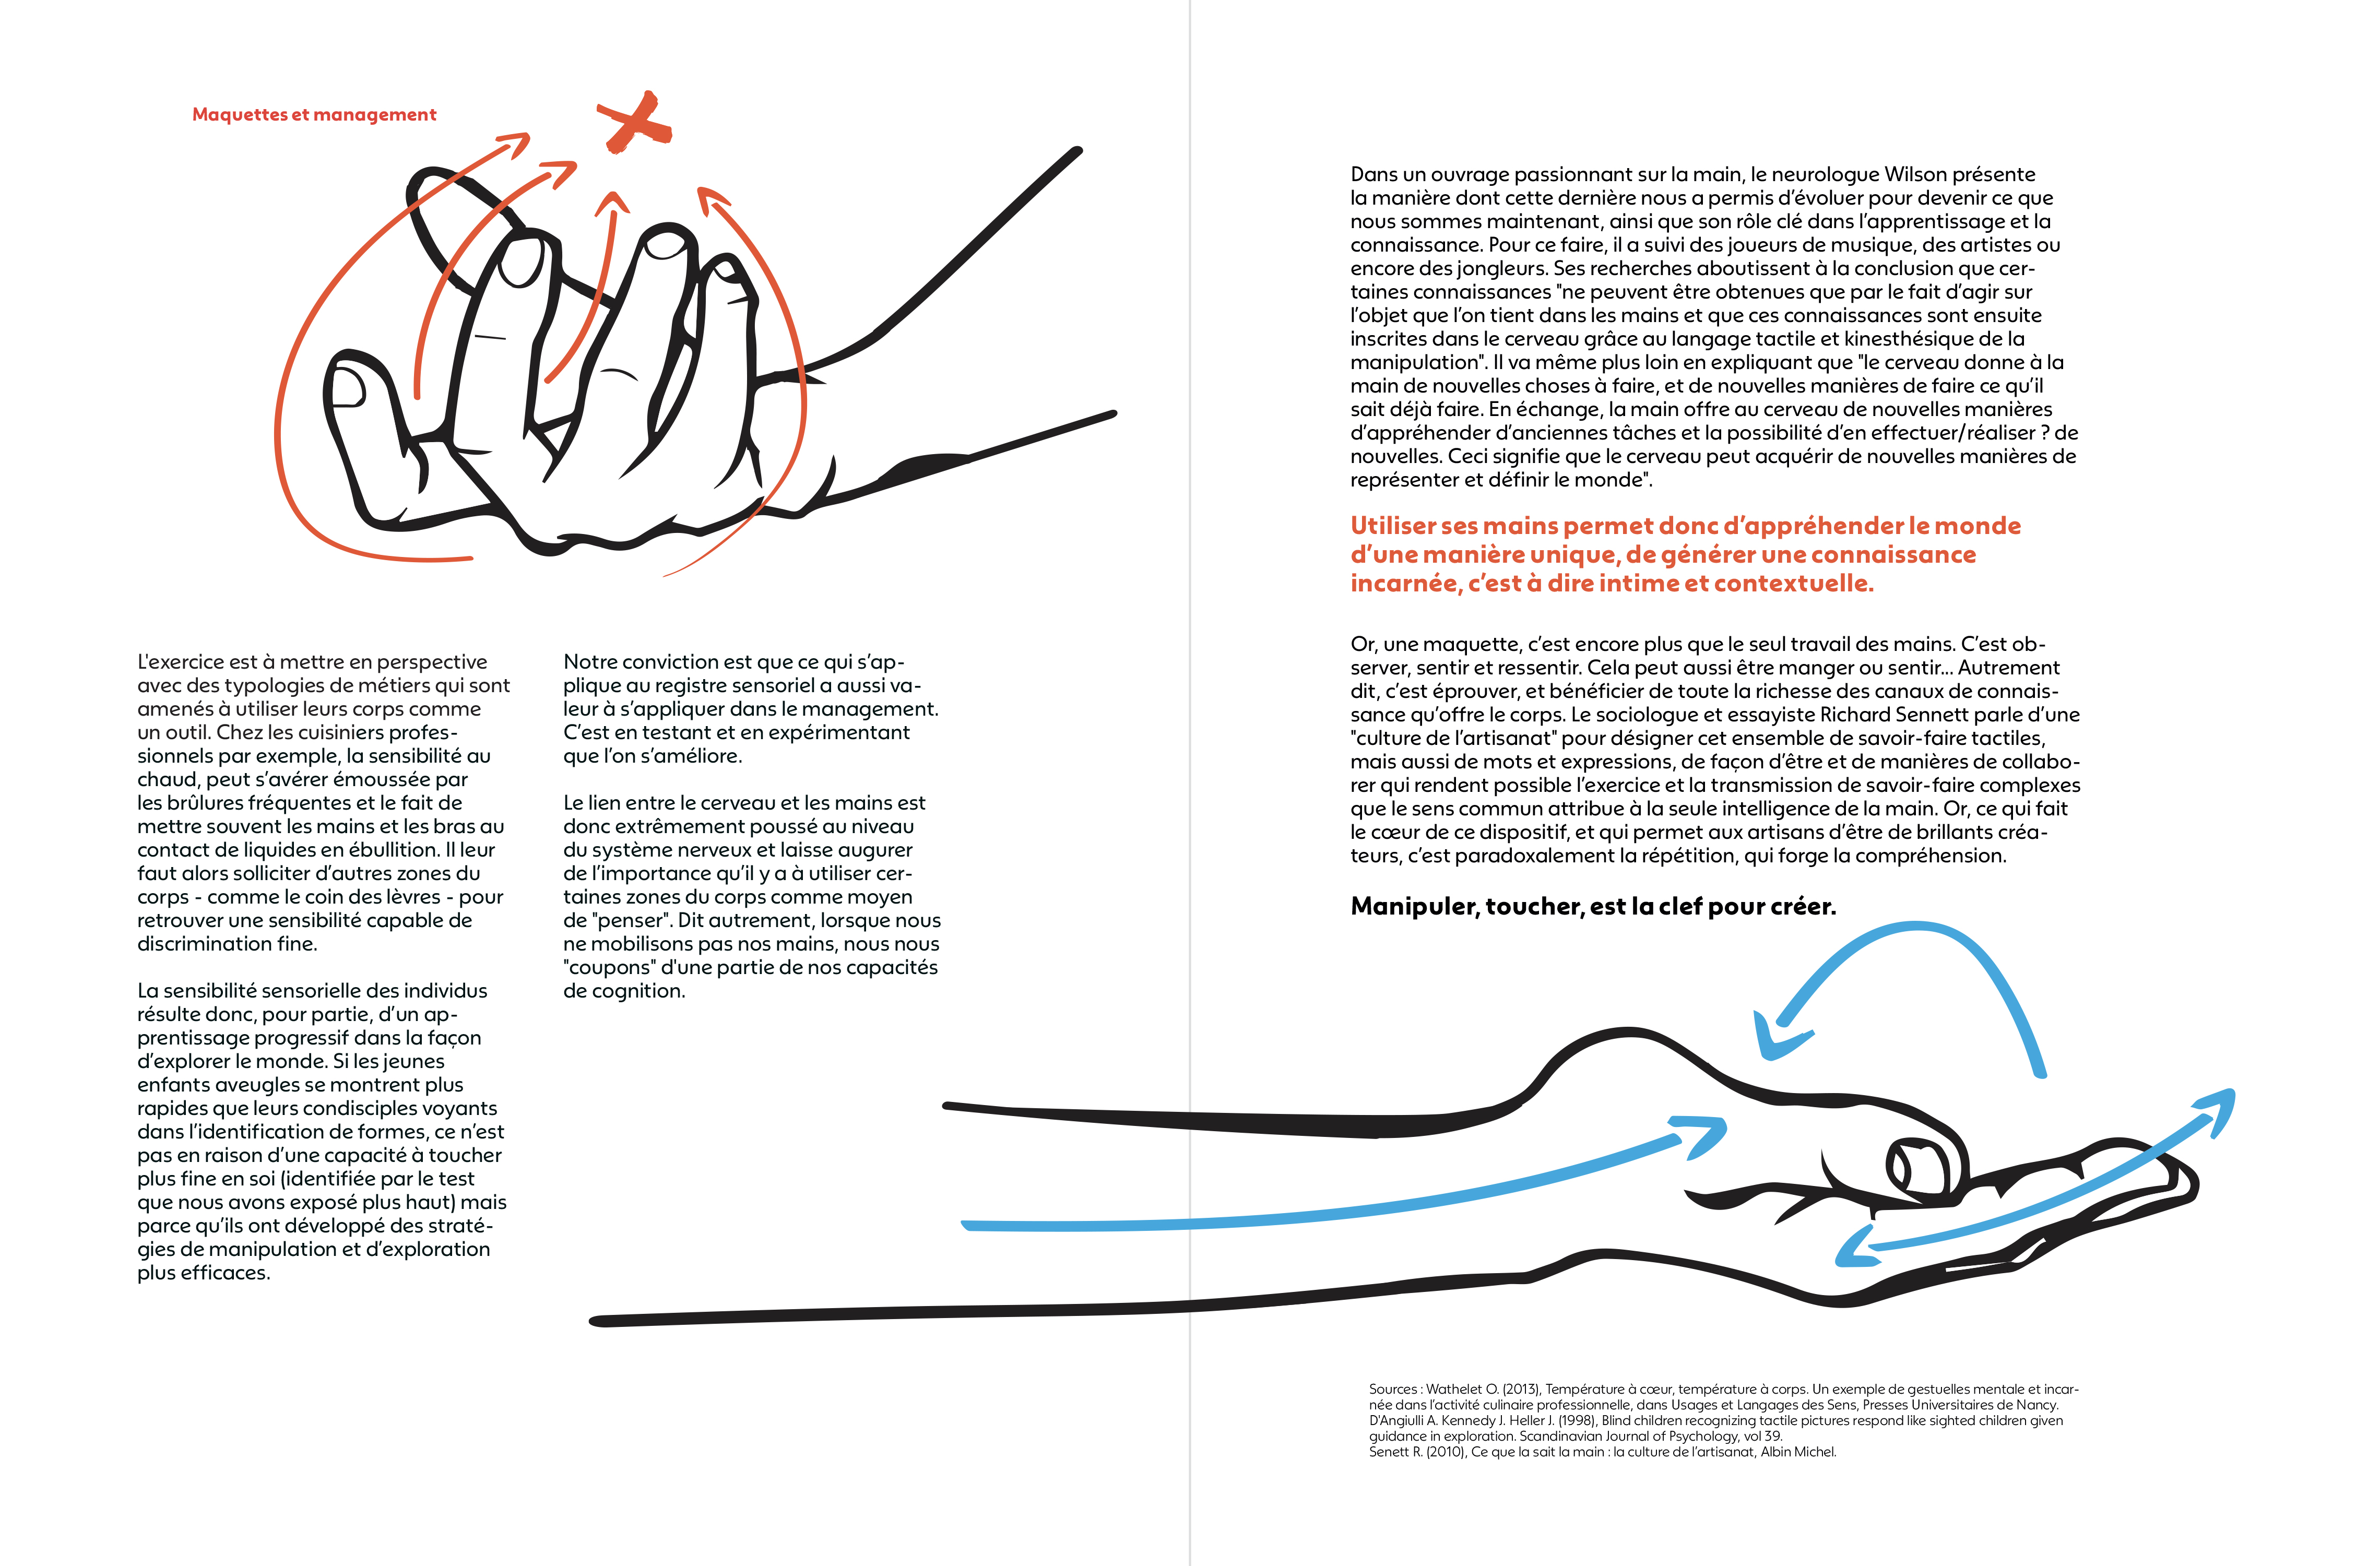 Maquettes et management
L'exercice est à mettre en perspective
avec des typologies de métiers qui sont
amenés à utiliser leurs corps comme
un outil. Chez les cuisiniers profes-
sionnels par exemple, la sensibilité au
chaud, peut s’avérer émoussée par
les brûlures fréquentes et le fait de
mettre souvent les mains et les bras au
contact de liquides en ébullition. Il leur
faut alors solliciter d’autres zones du
corps - comme le coin des lèvres - pour
retrouver une sensibilité capable de
discrimination fine.
La sensibilité sensorielle des individus
résulte donc, pour partie, d’un ap-
prentissage progressif dans la façon
d’explorer le monde. Si les jeunes
enfants aveugles se montrent plus
rapides que leurs condisciples voyants
dans l’identification de formes, ce n’est
pas en raison d’une capacité à toucher
plus fine en soi (identifiée par le test
que nous avons exposé plus haut) mais
parce qu’ils ont développé des straté-
gies de manipulation et d’exploration
plus efficaces.
Notre conviction est que ce qui s’ap-
plique au registre sensoriel a aussi va-
leur à s’appliquer dans le management.
C’est en testant et en expérimentant
que l’on s’améliore.
Le lien entre le cerveau et les mains est
donc extrêmement poussé au niveau
du système nerveux et laisse augurer
de l’importance qu’il y a à utiliser cer-
taines zones du corps comme moyen
de "penser". Dit autrement, lorsque nous
ne mobilisons pas nos mains, nous nous
"coupons" d'une partie de nos capacités
de cognition.
Dans un ouvrage passionnant sur la main, le neurologue Wilson présente
la manière dont cette dernière nous a permis d’évoluer pour devenir ce que
nous sommes maintenant, ainsi que son rôle clé dans l’apprentissage et la
connaissance. Pour ce faire, il a suivi des joueurs de musique, des artistes ou
encore des jongleurs. Ses recherches aboutissent à la conclusion que cer-
taines connaissances "ne peuvent être obtenues que par le fait d’agir sur
l’objet que l’on tient dans les mains et que ces connaissances sont ensuite
inscrites dans le cerveau grâce au langage tactile et kinesthésique de la
manipulation". Il va même plus loin en expliquant que "le cerveau donne à la
main de nouvelles choses à faire, et de nouvelles manières de faire ce qu’il
sait déjà faire. En échange, la main offre au cerveau de nouvelles manières
d’appréhender d’anciennes tâches et la possibilité d’en effectuer/réaliser ? de
nouvelles. Ceci signifie que le cerveau peut acquérir de nouvelles manières de
représenter et définir le monde".
Utiliser ses mains permet donc d’appréhender le monde
d’une manière unique, de générer une connaissance
incarnée, c’est à dire intime et contextuelle.
Or, une maquette, c’est encore plus que le seul travail des mains. C’est ob-
server, sentir et ressentir. Cela peut aussi être manger ou sentir... Autrement
dit, c’est éprouver, et bénéficier de toute la richesse des canaux de connais-
sance qu’offre le corps. Le sociologue et essayiste Richard Sennett parle d’une
"culture de l’artisanat" pour désigner cet ensemble de savoir-faire tactiles,
mais aussi de mots et expressions, de façon d’être et de manières de collabo-
rer qui rendent possible l’exercice et la transmission de savoir-faire complexes
que le sens commun attribue à la seule intelligence de la main. Or, ce qui fait
le cœur de ce dispositif, et qui permet aux artisans d’être de brillants créa-
teurs, c’est paradoxalement la répétition, qui forge la compréhension.
Manipuler, toucher, est la clef pour créer.
Sources : Wathelet O. (2013), Température à cœur, température à corps. Un exemple de gestuelles mentale et incar-
née dans l’activité culinaire professionnelle, dans Usages et Langages des Sens, Presses Universitaires de Nancy.
D'Angiulli A. Kennedy J. Heller J. (1998), Blind children recognizing tactile pictures respond like sighted children given
guidance in exploration. Scandinavian Journal of Psychology, vol 39.
Senett R. (2010), Ce que la sait la main : la culture de l’artisanat, Albin Michel.